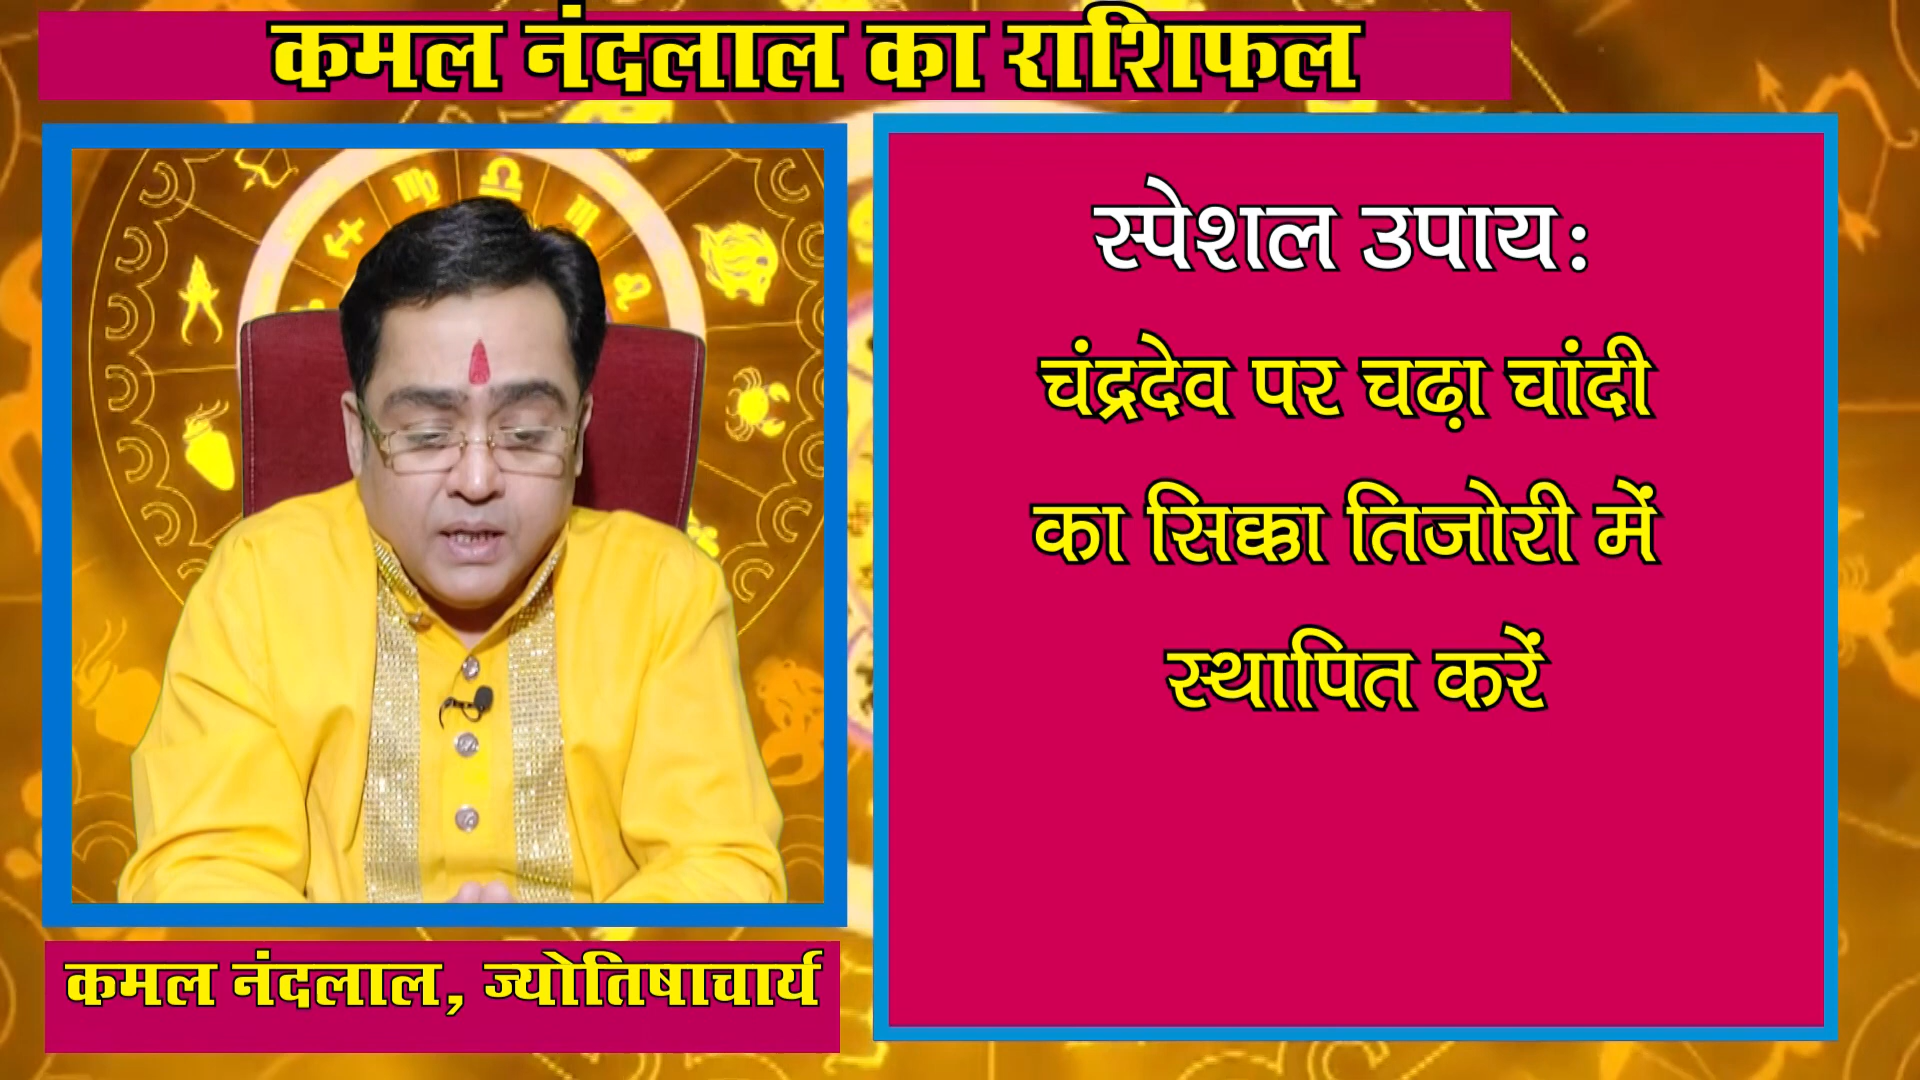 कमल नंदलाल का राशिफल
स्पेशल उपाय:
चंद्रदेव पर चढ़ा चांदी
का सिक्का तिजोरी में
स्थापित करें
कमल नंदलाल, ज्योतिषाचार्य